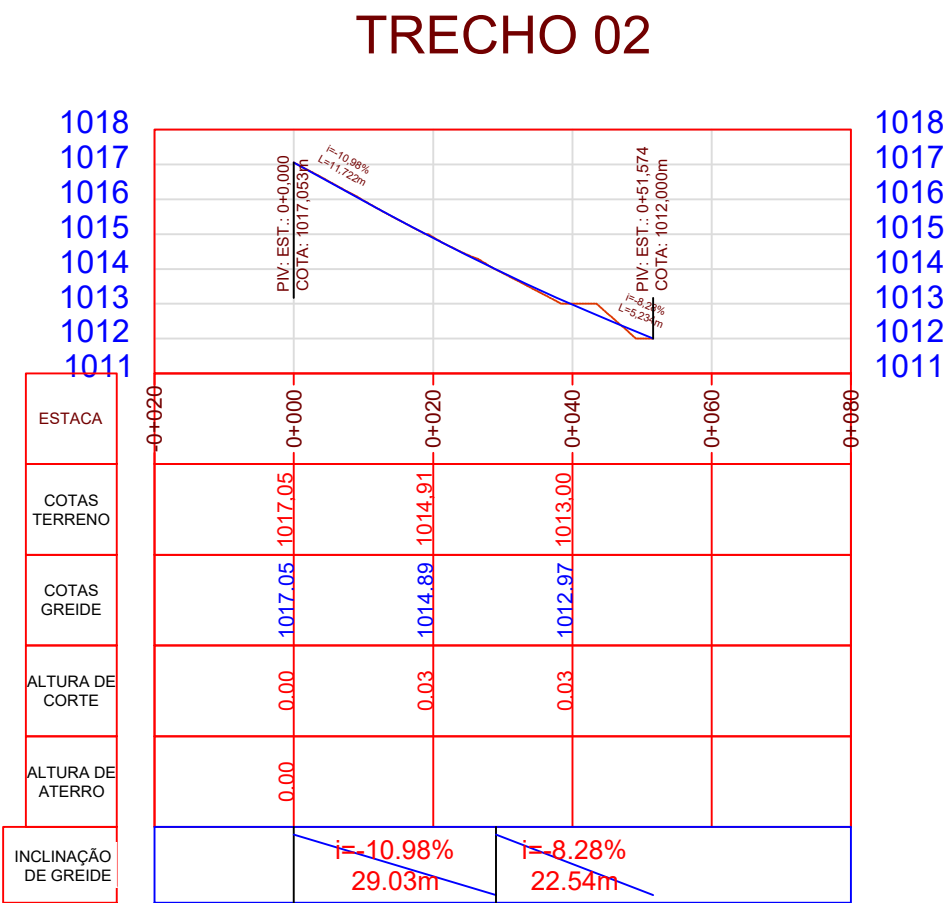 TRECHO 02
1018
1017
1016
1015
1014
1013
1012
1011
1018
1017
1016
1015
1014
1013
1012
1011
PIV: EST.: 0+0,000
COTA: 1017,053m
i=-10,98%
L=11,722m
PIV: EST.: 0+51,574
COTA: 1012,000m
i=-8,28%
L=5,234m
ESTACA
-0+020
0+000
0+020
0+040
0+060
0+080
COTAS
TERRENO
1017.05
1014.91
1013.00
COTAS
GREIDE
1017.05
1014.89
1012.97
ALTURA DE
CORTE
0.00
0.03
0.03
ALTURA DE
ATERRO
0.00
INCLINAÇÃO
DE GREIDE
i=-10.98%
29.03m
i=-8.28%
22.54m